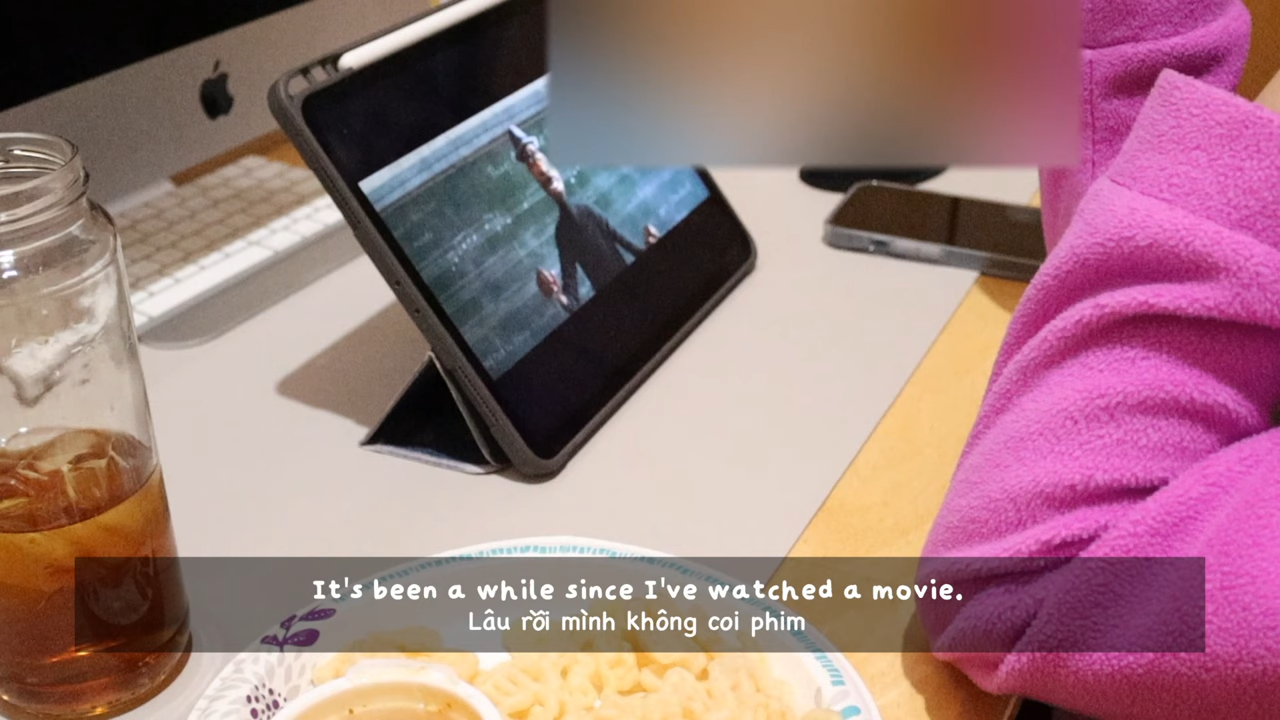 It's been a while since I've watched a movie.
Lâu rồi mình không coi phim